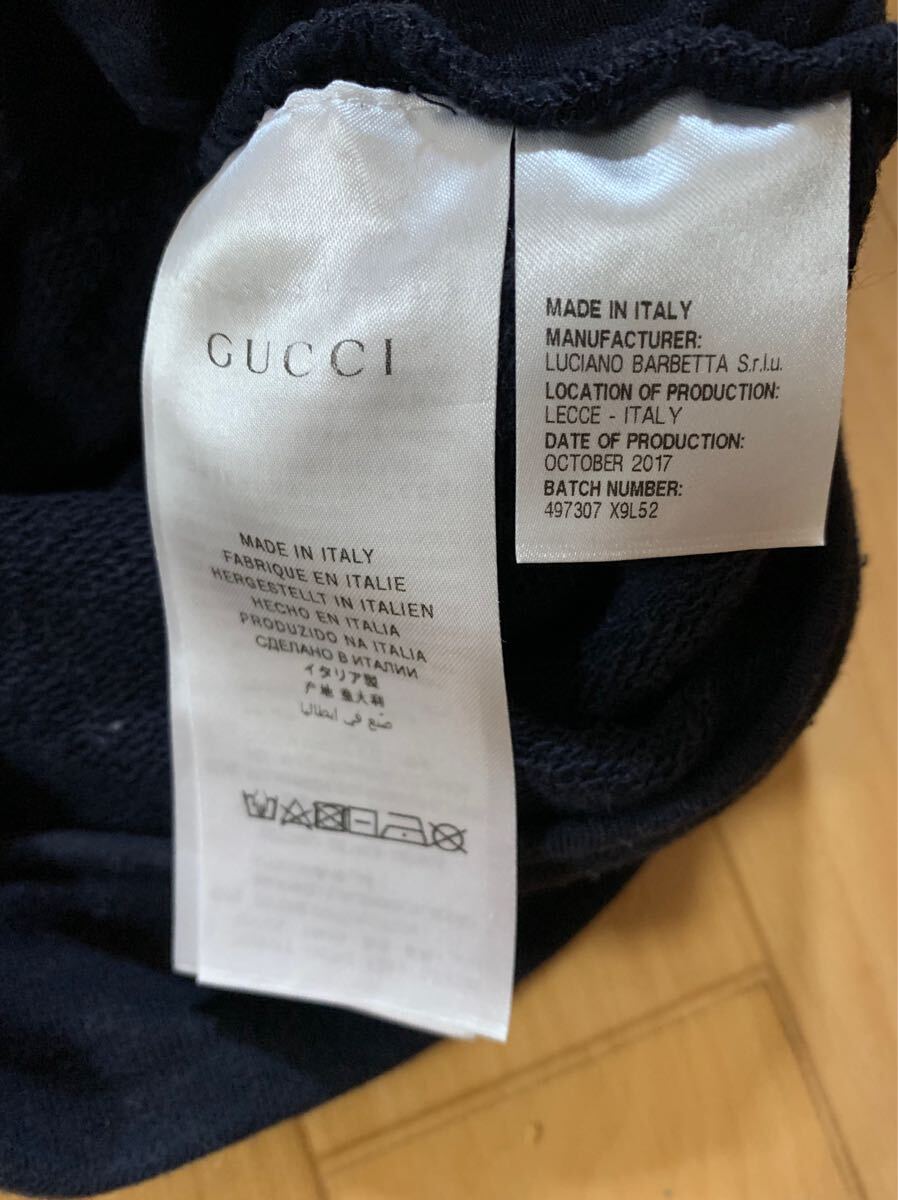 GUCCI
MADE IN ITALY
FABRIQUE EN ITALIE
HERGESTELLT IN ITALIEN
HECHO EN ITALIA
PRODUZIDO NA ITALIA
СДЕЛАНО В ИТАЛИИ
イタリア製
产地 意大利
صنع في ايطاليا
MADE IN ITALY
MANUFACTURER:
LUCIANO BARBETTA S.r.l.u.
LOCATION OF PRODUCTION:
LECCE - ITALY
DATE OF PRODUCTION:
OCTOBER 2017
BATCH NUMBER:
497307 X9L52